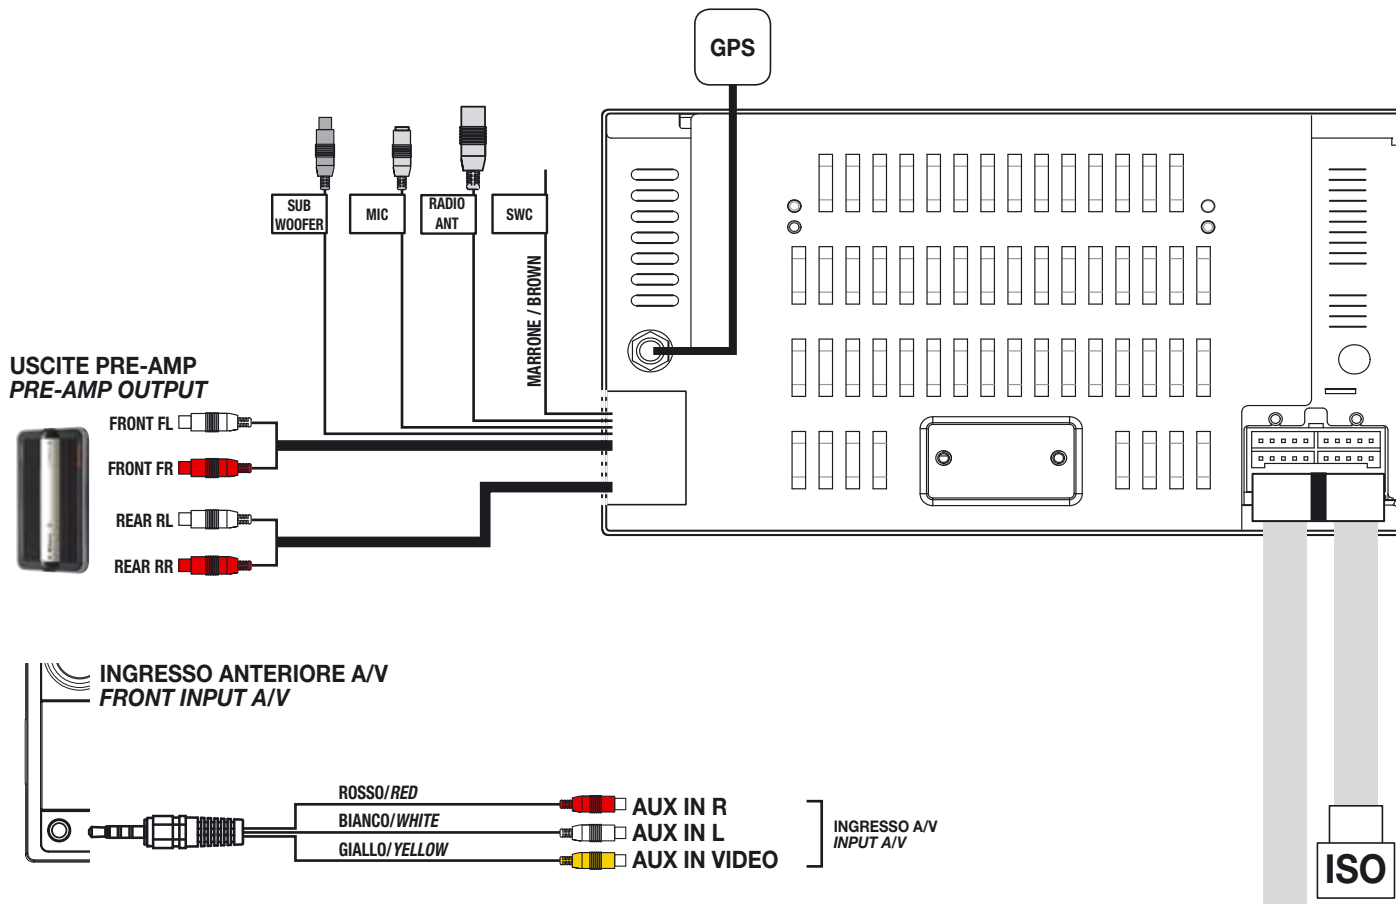 GPS
SUB
WOOFER
MIC
RADIO
ANT
SWC
MARRONE / BROWN
USCITE PRE-AMP
PRE-AMP OUTPUT
FRONT FL
FRONT FR
REAR RL
REAR RR
INGRESSO ANTERIORE A/V
FRONT INPUT A/V
ROSSO/RED
BIANCO/WHITE
GIALLO/YELLOW
AUX IN R
AUX IN L
AUX IN VIDEO
INGRESSO A/V
INPUT A/V
ISO